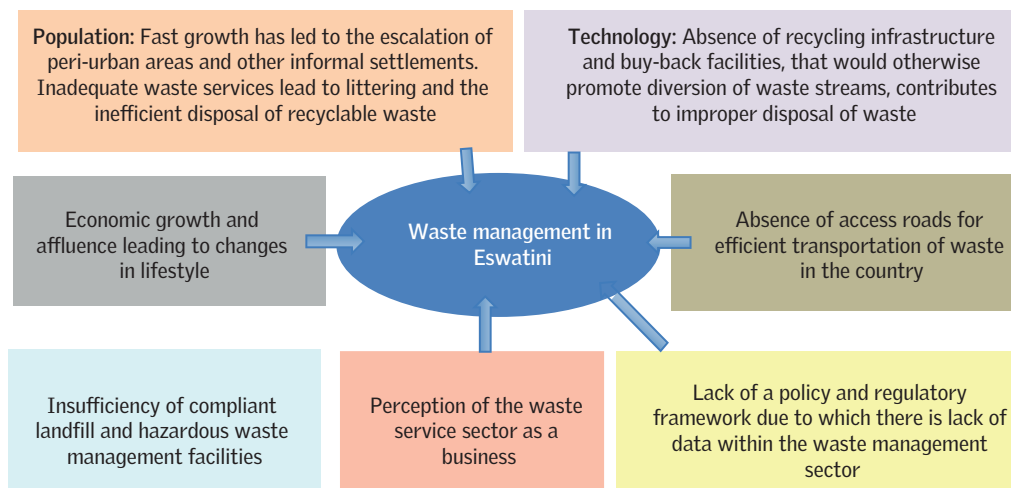 Population: Fast growth has led to the escalation of
peri-urban areas and other informal settlements.
Inadequate waste services lead to littering and the
inefficient disposal of recyclable waste
Technology: Absence of recycling infrastructure
and buy-back facilities, that would otherwise
promote diversion of waste streams, contributes
to improper disposal of waste
Economic growth and
affluence leading to changes
in lifestyle
Waste management in
Eswatini
Absence of access roads for
efficient transportation of waste
in the country
Insufficiency of compliant
landfill and hazardous waste
management facilities
Perception of the waste
service sector as a
business
Lack of a policy and regulatory
framework due to which there is lack of
data within the waste management
sector